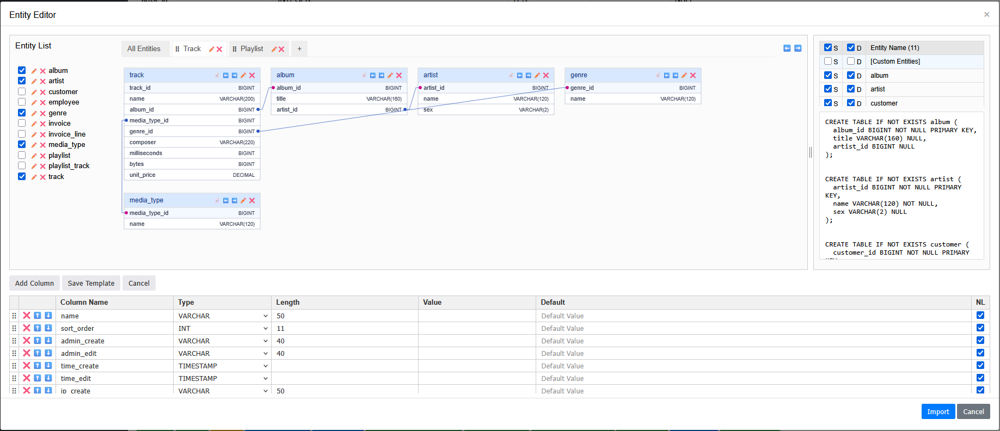 Entity Editor
×
Entity List
album
artist
customer
employee
genre
invoice
invoice_line
media_type
playlist
playlist_track
track
All Entities
Track
Playlist
+
track
track_id BIGINT
name VARCHAR(200)
album_id BIGINT
media_type_id BIGINT
genre_id BIGINT
composer VARCHAR(220)
milliseconds BIGINT
bytes BIGINT
unit_price DECIMAL
album
album_id BIGINT
title VARCHAR(160)
artist_id BIGINT
artist
artist_id BIGINT
name VARCHAR(120)
sex VARCHAR(2)
genre
genre_id BIGINT
name VARCHAR(120)
media_type
media_type_id BIGINT
name VARCHAR(120)
S D Entity Name (11)
S D [Custom Entities]
S D album
S D artist
S D customer
CREATE TABLE IF NOT EXISTS album (
album_id BIGINT NOT NULL PRIMARY KEY,
title VARCHAR(160) NULL,
artist_id BIGINT NULL
);
CREATE TABLE IF NOT EXISTS artist (
artist_id BIGINT NOT NULL PRIMARY
KEY,
name VARCHAR(120) NOT NULL,
sex VARCHAR(2) NULL
);
CREATE TABLE IF NOT EXISTS customer (
customer_id BIGINT NOT NULL PRIMARY
Add Column
Save Template
Cancel
Column Name Type Length Value Default NL
name VARCHAR 50 Default Value
sort_order INT 11 Default Value
admin_create VARCHAR 40 Default Value
admin_edit VARCHAR 40 Default Value
time_create TIMESTAMP Default Value
time_edit TIMESTAMP Default Value
ip_create VARCHAR 50 Default Value
Import
Cancel